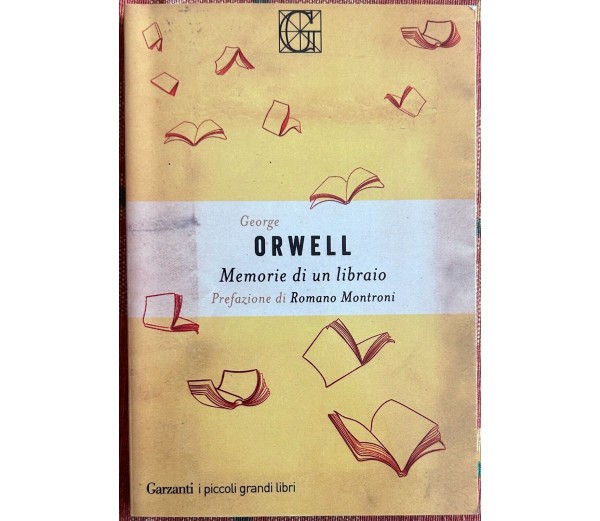 G
George
ORWELL
Memorie di un libraio
Prefazione di Romano Montroni
Garzanti i piccoli grandi libri